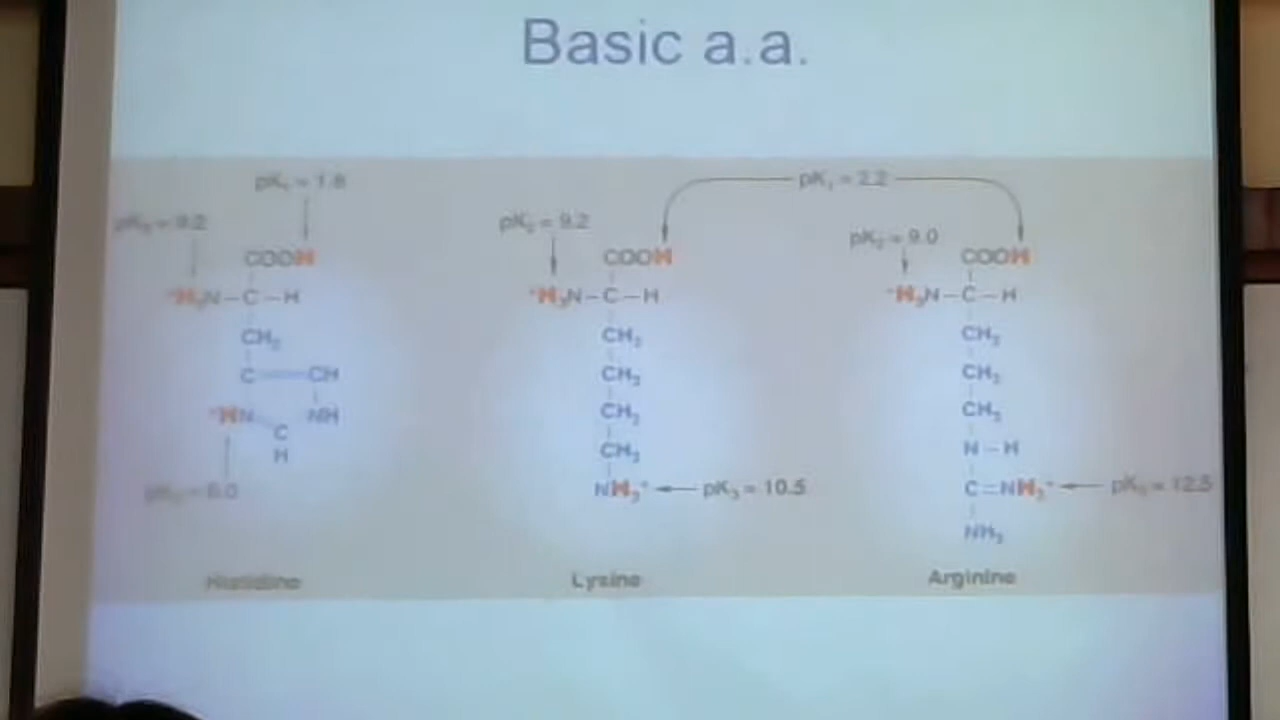 Basic a.a.
pK₁ = 1.8
pK₃ = 9.2
COOH
⁺H₃N–C–H
CH₂
C CH
⁺HN NH
C
H
pK₂ = 6.0
Histidine
pK₁ = 2.2
pK₂ = 9.2
COOH
⁺H₃N–C–H
CH₂
CH₂
CH₂
CH₂
NH₃⁺
pK₃ = 10.5
Lysine
pK₂ = 9.0
COOH
⁺H₃N–C–H
CH₂
CH₂
CH₂
N–H
C=NH₂⁺
pK₃ = 12.5
NH₂
Arginine